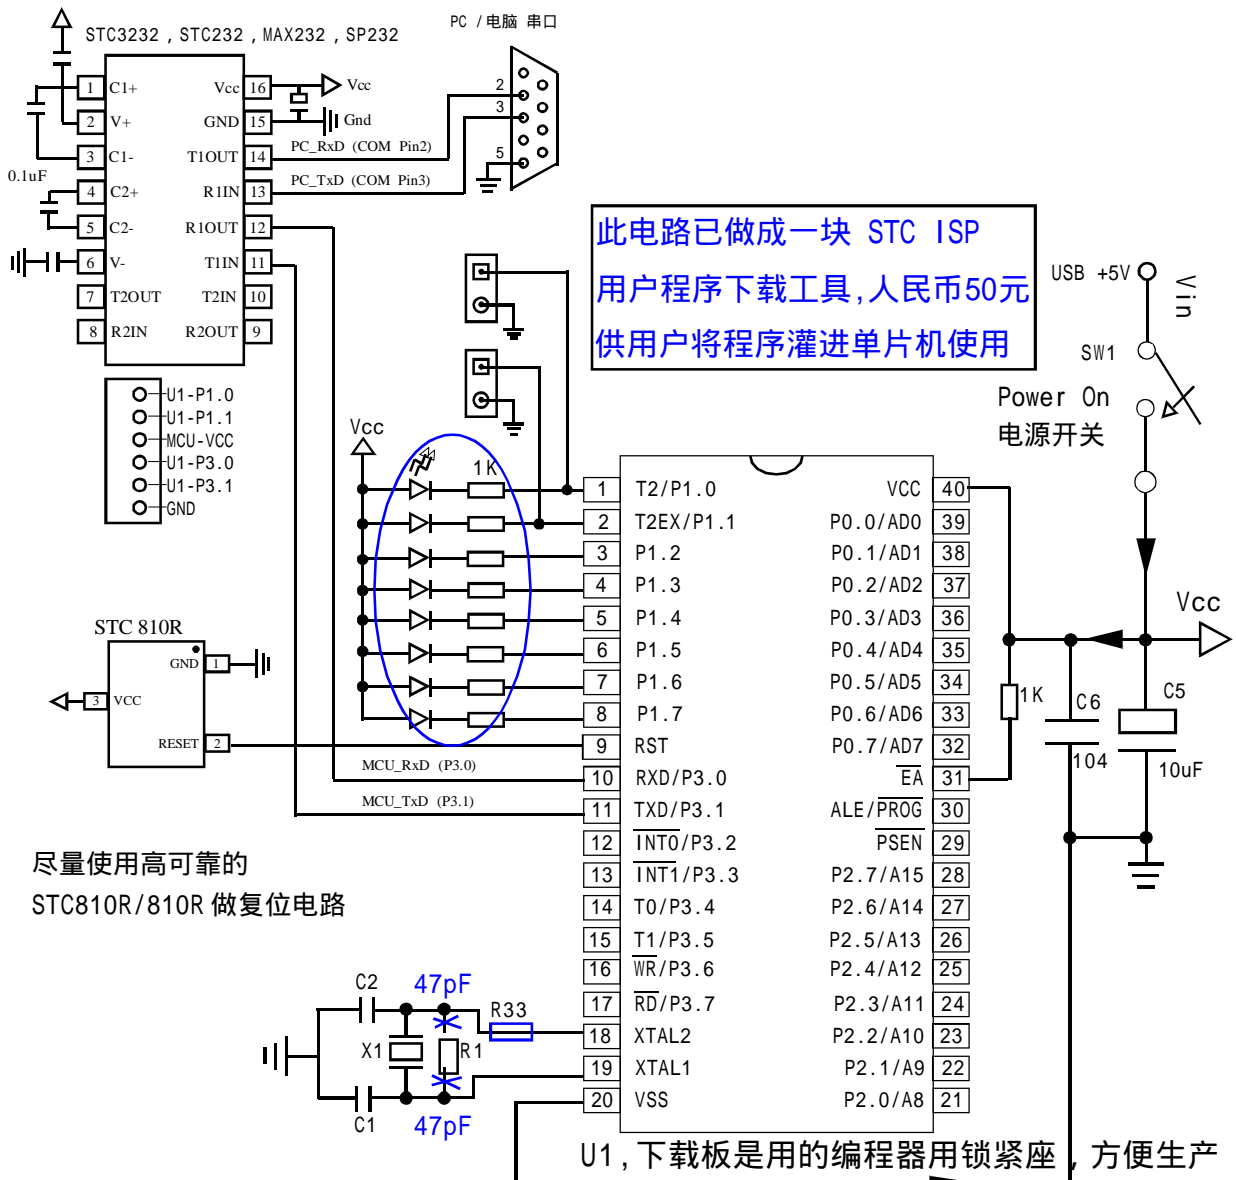 STC3232 , STC232 , MAX232 , SP232
PC / 电脑 串口
1 C1+ Vcc 16 Vcc
2 V+ GND 15 Gnd
3 C1- T1OUT 14 PC_RxD (COM Pin2)
4 C2+ R1IN 13 PC_TxD (COM Pin3)
5 C2- R1OUT 12
6 V- T1IN 11
7 T2OUT T2IN 10
8 R2IN R2OUT 9
0.1uF
2
3
5
此电路已做成一块 STC ISP
用户程序下载工具,人民币50元
供用户将程序灌进单片机使用
USB +5V
Vin
SW1
Power On
电源开关
U1-P1.0
U1-P1.1
MCU-VCC
U1-P3.0
U1-P3.1
GND
Vcc
1K
1 T2/P1.0 VCC 40
2 T2EX/P1.1 P0.0/AD0 39
3 P1.2 P0.1/AD1 38
4 P1.3 P0.2/AD2 37
5 P1.4 P0.3/AD3 36
6 P1.5 P0.4/AD4 35
7 P1.6 P0.5/AD5 34
8 P1.7 P0.6/AD6 33
9 RST P0.7/AD7 32
10 RXD/P3.0 EA 31
11 TXD/P3.1 ALE/PROG 30
12 INT0/P3.2 PSEN 29
13 INT1/P3.3 P2.7/A15 28
14 T0/P3.4 P2.6/A14 27
15 T1/P3.5 P2.5/A13 26
16 WR/P3.6 P2.4/A12 25
17 RD/P3.7 P2.3/A11 24
18 XTAL2 P2.2/A10 23
19 XTAL1 P2.1/A9 22
20 VSS P2.0/A8 21
Vcc
1K
C6
104
C5
10uF
STC 810R
GND 1
3 VCC
RESET 2
MCU_RxD (P3.0)
MCU_TxD (P3.1)
尽量使用高可靠的
STC810R/810R 做复位电路
C2
47pF
R33
X1
R1
C1
47pF
U1,下载板是用的编程器用锁紧座,方便生产